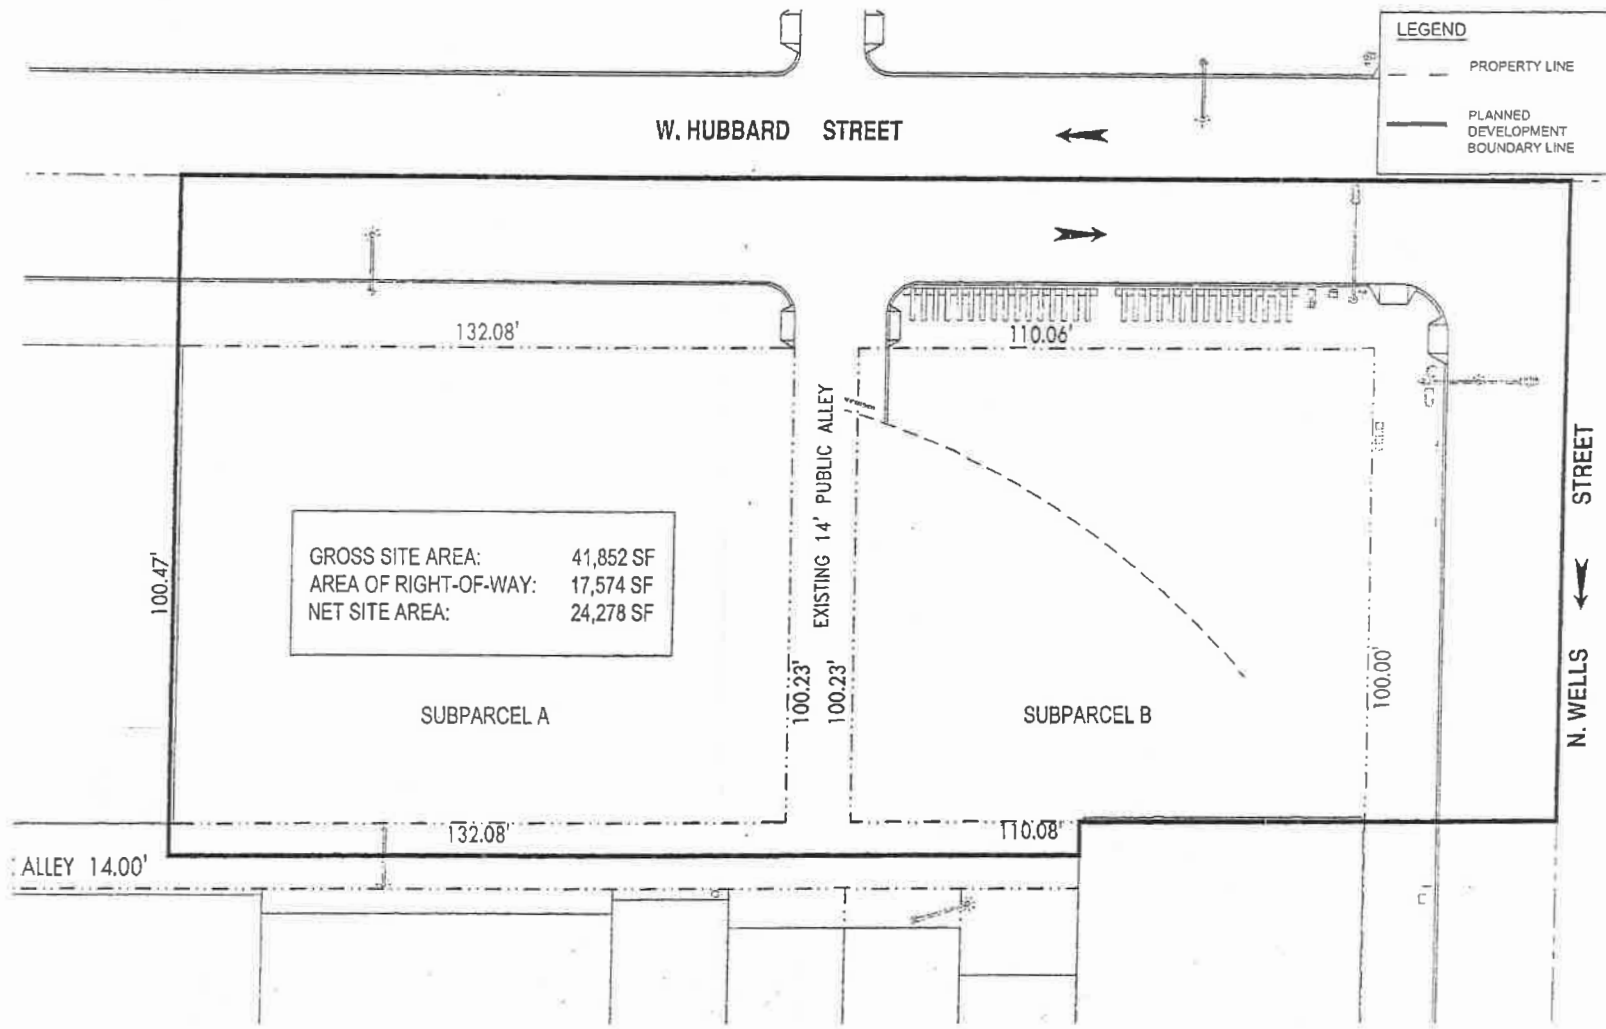 LEGEND
PROPERTY LINE
PLANNED
DEVELOPMENT
BOUNDARY LINE
W. HUBBARD STREET
132.08'
110.06'
EXISTING 14' PUBLIC ALLEY
GROSS SITE AREA: 41,852 SF
AREA OF RIGHT-OF-WAY: 17,574 SF
NET SITE AREA: 24,278 SF
100.47'
100.23'
100.23'
100.00'
N. WELLS STREET
SUBPARCEL A
SUBPARCEL B
132.08'
110.08'
ALLEY 14.00'